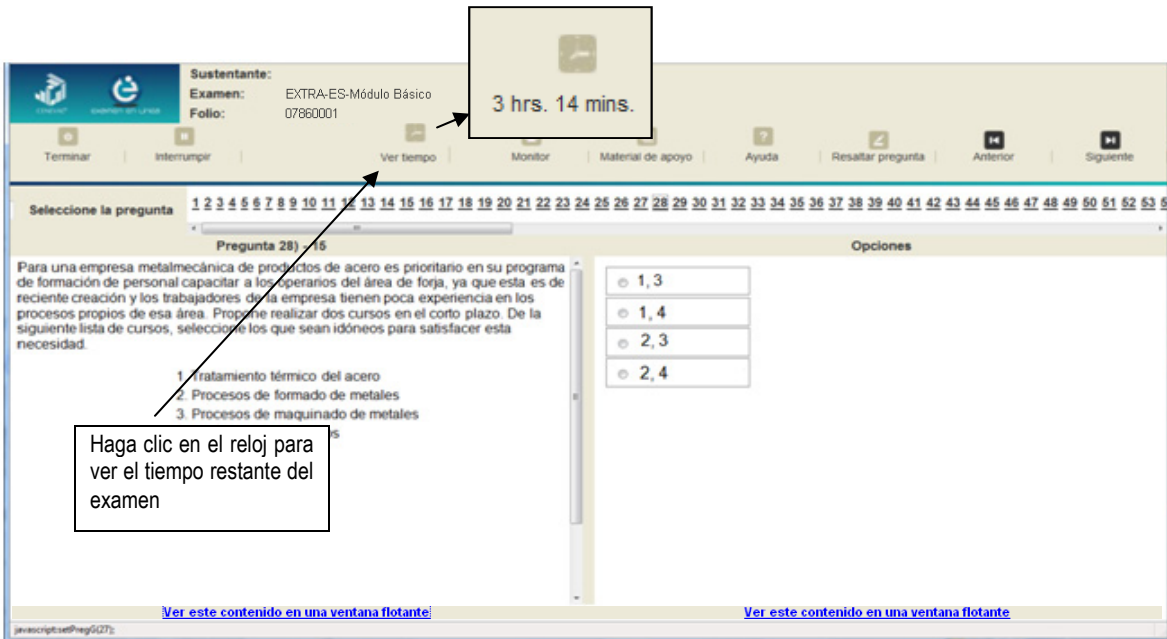 3 hrs. 14 mins.
Sustentante:
Examen: EXTRA-ES-Módulo Básico
Folio: 07860001
Terminar
Interrumpir
Ver tiempo
Monitor
Material de apoyo
Ayuda
Resaltar pregunta
Anterior
Siguiente
Seleccione la pregunta
1 2 3 4 5 6 7 8 9 10 11 12 13 14 15 16 17 18 19 20 21 22 23 24 25 26 27 28 29 30 31 32 33 34 35 36 37 38 39 40 41 42 43 44 45 46 47 48 49 50 51 52 53 5
Pregunta 28) - 15
Para una empresa metalmecánica de productos de acero es prioritario en su programa
de formación de personal capacitar a los operarios del área de forja, ya que esta es de
reciente creación y los trabajadores de la empresa tienen poca experiencia en los
procesos propios de esa área. Propone realizar dos cursos en el corto plazo. De la
siguiente lista de cursos, seleccione los que sean idóneos para satisfacer esta
necesidad.
1. Tratamiento térmico del acero
2. Procesos de formado de metales
3. Procesos de maquinado de metales
Haga clic en el reloj para
ver el tiempo restante del
examen
Opciones
1, 3
1, 4
2, 3
2, 4
Ver este contenido en una ventana flotante
Ver este contenido en una ventana flotante
javascript:setPregG(27);